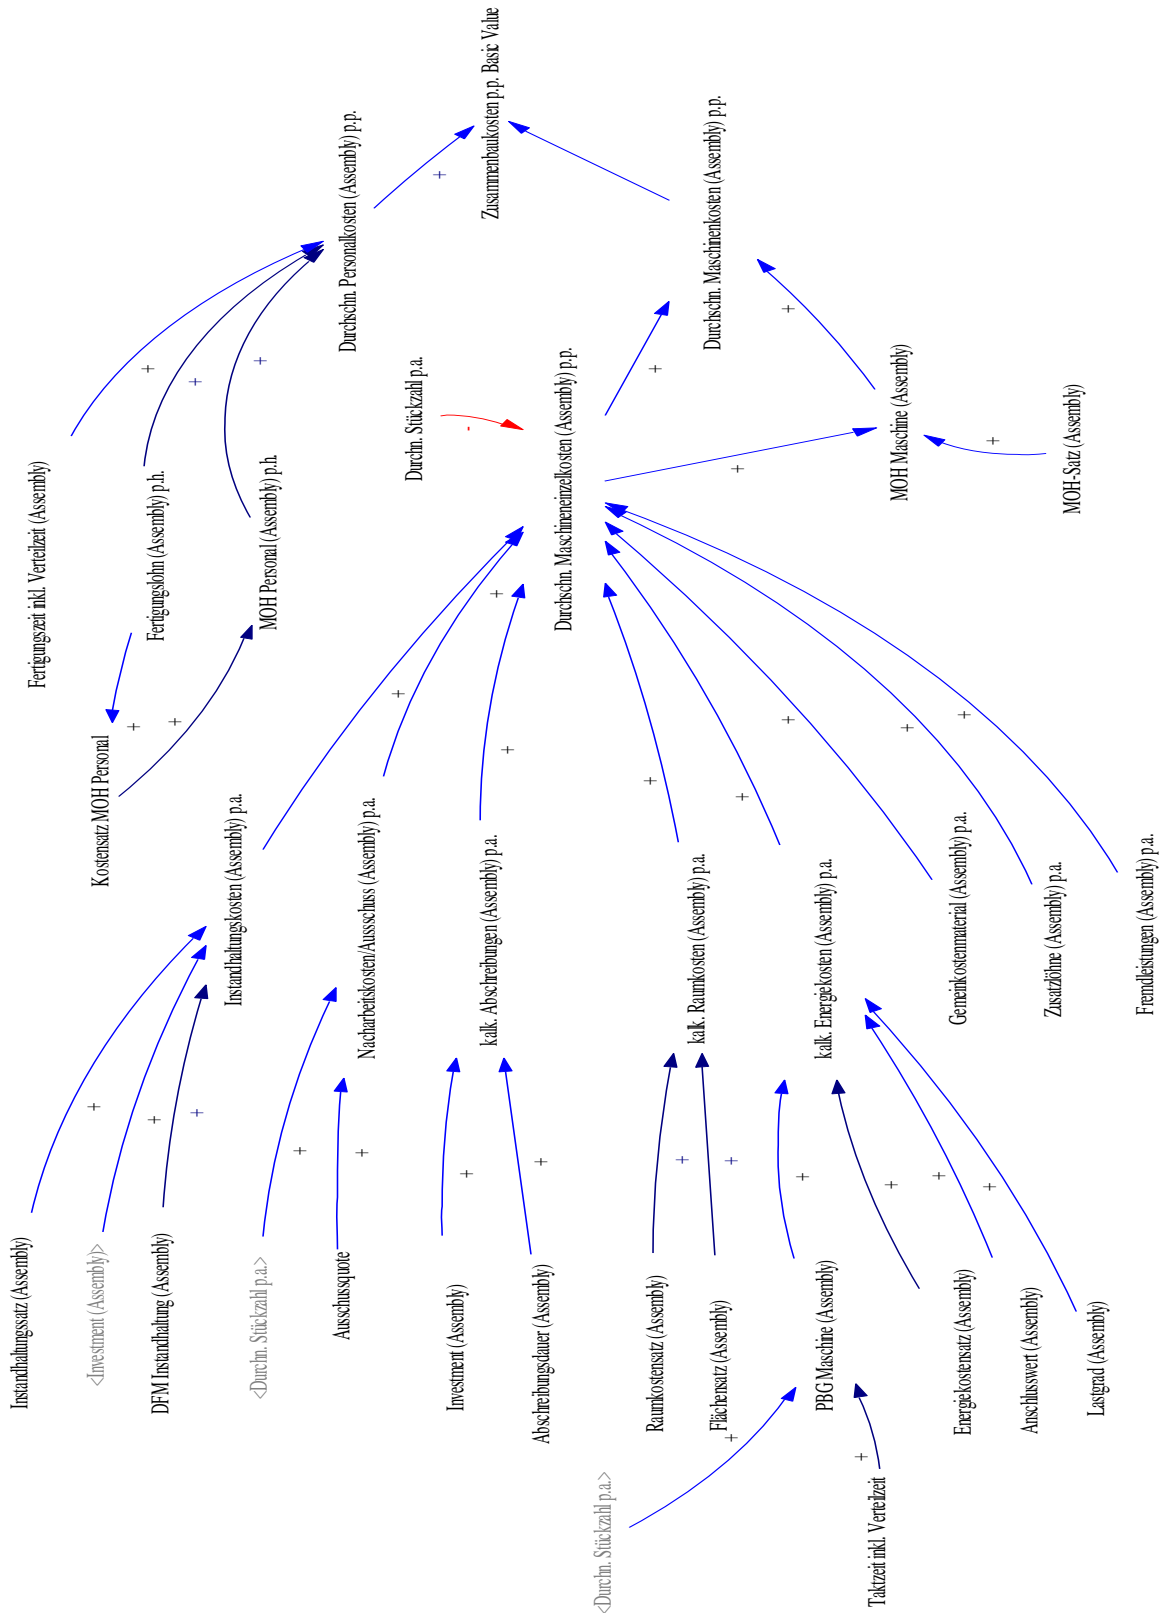 Zusammenbaukosten p.p. Basic Value
Durchschn. Personalkosten (Assembly) p.p.
Durchschn. Maschinenkosten (Assembly) p.p.
Fertigungszeit inkl. Verteilzeit (Assembly)
Fertigungslohn (Assembly) p.h.
MOH Personal (Assembly) p.h.
Durchn. Stückzahl p.a.
Durchschn. Maschineneinzelkosten (Assembly) p.p.
MOH Maschine (Assembly)
MOH-Satz (Assembly)
Kostensatz MOH Personal
Instandhaltungskosten (Assembly) p.a.
Nacharbeitskosten/Ausschuss (Assembly) p.a.
kalk. Abschreibungen (Assembly) p.a.
kalk. Raumkosten (Assembly) p.a.
kalk. Energiekosten (Assembly) p.a.
Gemeinkostenmaterial (Assembly) p.a.
Zusatzlöhne (Assembly) p.a.
Fremdleistungen (Assembly) p.a.
Instandhaltungssatz (Assembly)
<Investment (Assembly)>
DFM Instandhaltung (Assembly)
<Durchn. Stückzahl p.a.>
Ausschussquote
Investment (Assembly)
Abschreibungsdauer (Assembly)
Raumkostensatz (Assembly)
Flächensatz (Assembly)
PBG Maschine (Assembly)
Energiekostensatz (Assembly)
Anschlusswert (Assembly)
Lastgrad (Assembly)
<Durchn. Stückzahl p.a.>
Taktzeit inkl. Verteilzeit